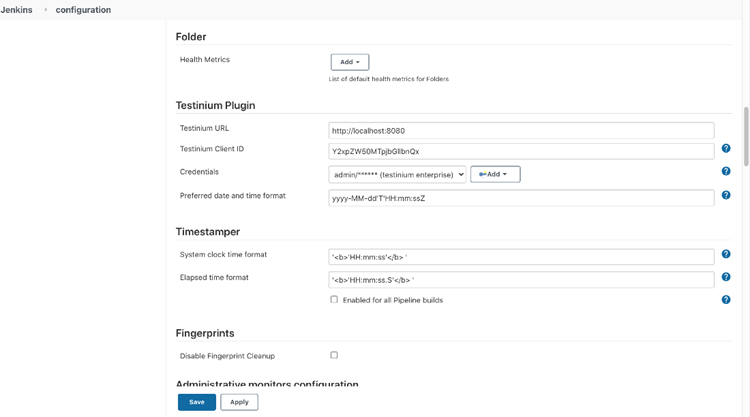 Jenkins › configuration
Folder
Health Metrics
Add
List of default health metrics for Folders
Testinium Plugin
Testinium URL
http://localhost:8080
Testinium Client ID
Y2xpZW50MTpjbGllbnQx
Credentials
admin/****** (testinium enterprise)
Add
Preferred date and time format
yyyy-MM-dd'T'HH:mm:ssZ
Timestamper
System clock time format
'<b>'HH:mm:ss'</b> '
Elapsed time format
'<b>'HH:mm:ss.S'</b> '
Enabled for all Pipeline builds
Fingerprints
Disable Fingerprint Cleanup
Administrative monitors configuration
Save
Apply